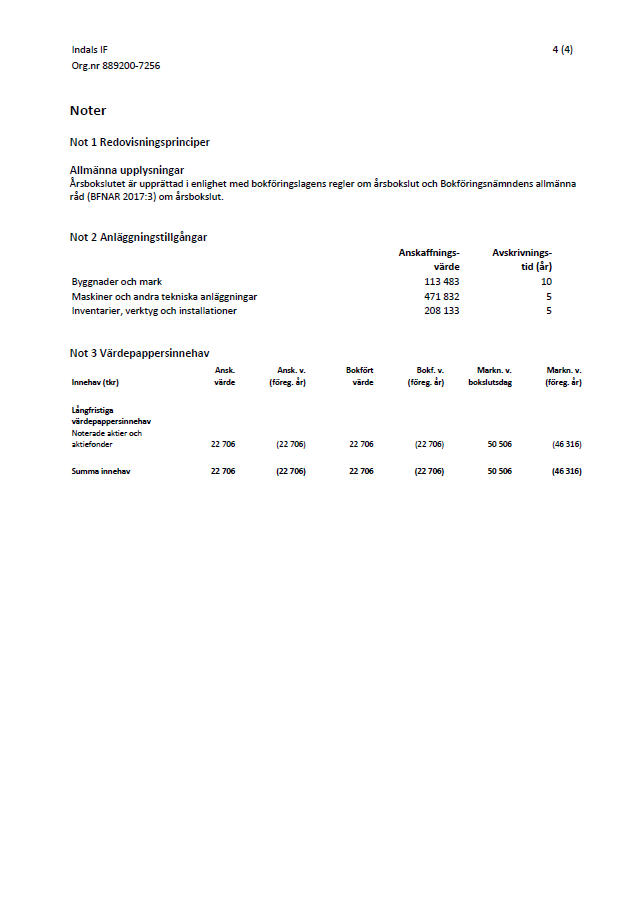 Indals IF 4 (4)
Org.nr 889200-7256
Noter
Not 1 Redovisningsprinciper
Allmänna upplysningar
Årsbokslutet är upprättad i enlighet med bokföringslagens regler om årsbokslut och Bokföringsnämndens allmänna
råd (BFNAR 2017:3) om årsbokslut.
Not 2 Anläggningstillgångar
Anskaffnings- Avskrivnings-
värde tid (år)
Byggnader och mark 113 483 10
Maskiner och andra tekniska anläggningar 471 832 5
Inventarier, verktyg och installationer 208 133 5
Not 3 Värdepappersinnehav
Ansk. Ansk. v. Bokfört Bokf. v. Markn. v. Markn. v.
Innehav (tkr) värde (föreg. år) värde (föreg. år) bokslutsdag (föreg. år)
Långfristiga
värdepappersinnehav
Noterade aktier och
aktiefonder 22 706 (22 706) 22 706 (22 706) 50 506 (46 316)
Summa innehav 22 706 (22 706) 22 706 (22 706) 50 506 (46 316)